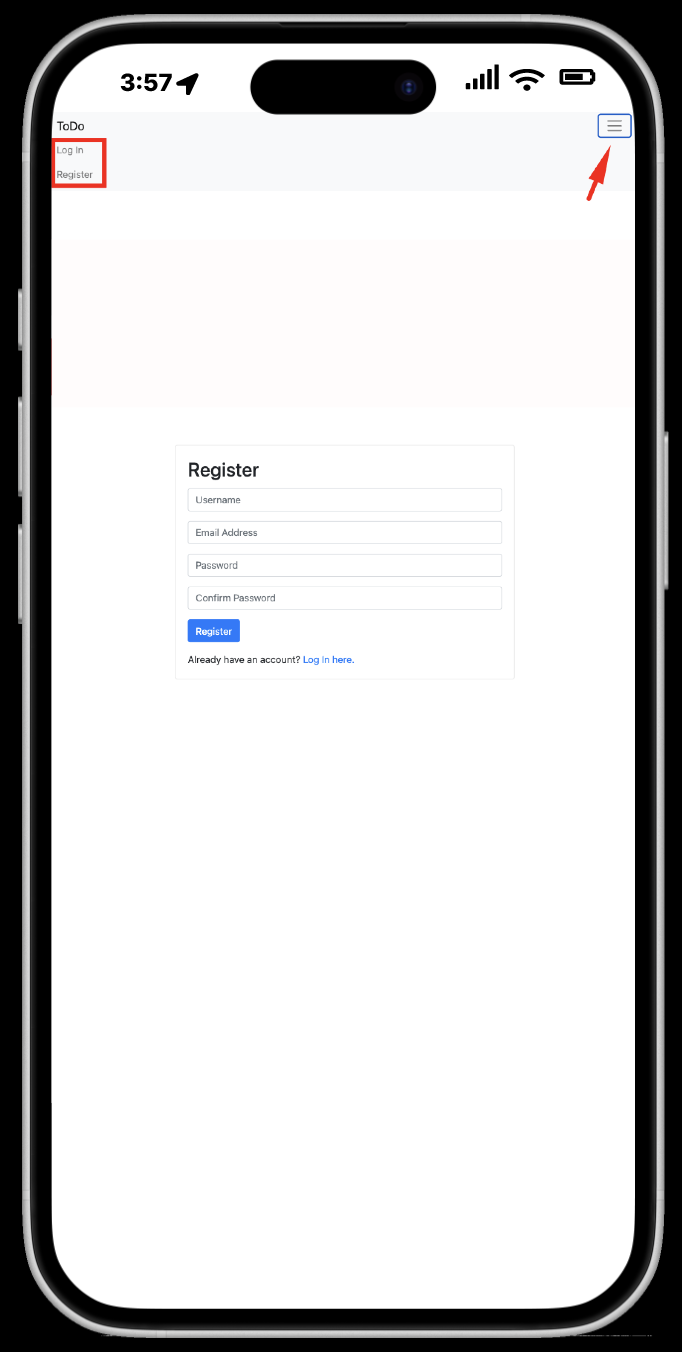 3:57
ToDo
Log In
Register
Register
Username
Email Address
Password
Confirm Password
Register
Already have an account? Log In here.